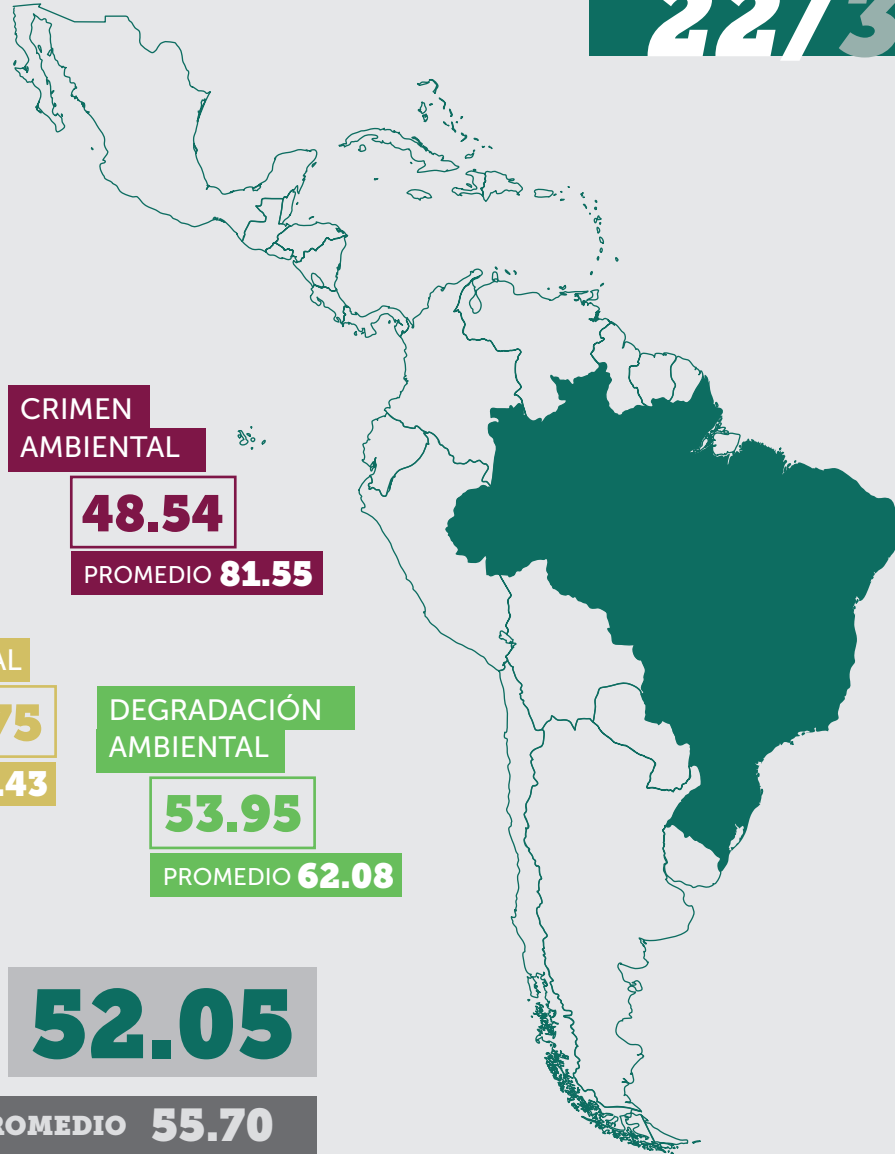 22/3
CRIMEN
AMBIENTAL
48.54
PROMEDIO 81.55
AL
75
.43
DEGRADACIÓN
AMBIENTAL
53.95
PROMEDIO 62.08
52.05
ROMEDIO 55.70